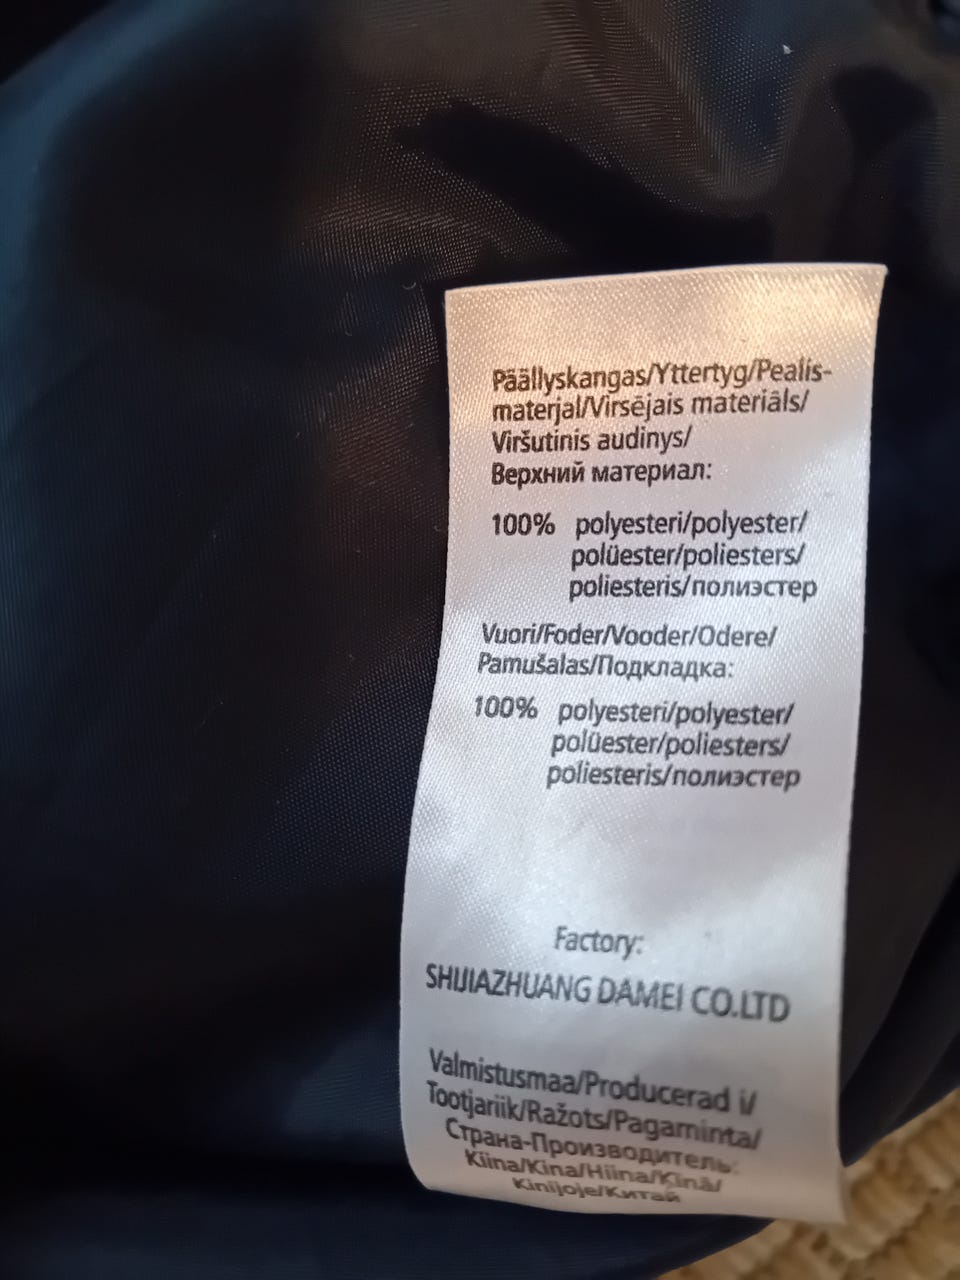 Päällyskangas/Yttertyg/Pealis-
materjal/Virsējais materiāls/
Viršutinis audinys/
Верхний материал:
100% polyesteri/polyester/
polüester/poliesters/
poliesteris/полиэстер
Vuori/Foder/Vooder/Odere/
Pamušalas/Подкладка:
100% polyesteri/polyester/
polüester/poliesters/
poliesteris/полиэстер
Factory:
SHIJIAZHUANG DAMEI CO.LTD
Valmistusmaa/Producerad i/
Tootjariik/Ražots/Pagaminta/
Страна-Производитель:
Kiina/Kina/Hiina/Ķīnā/
Kinijoje/Китай